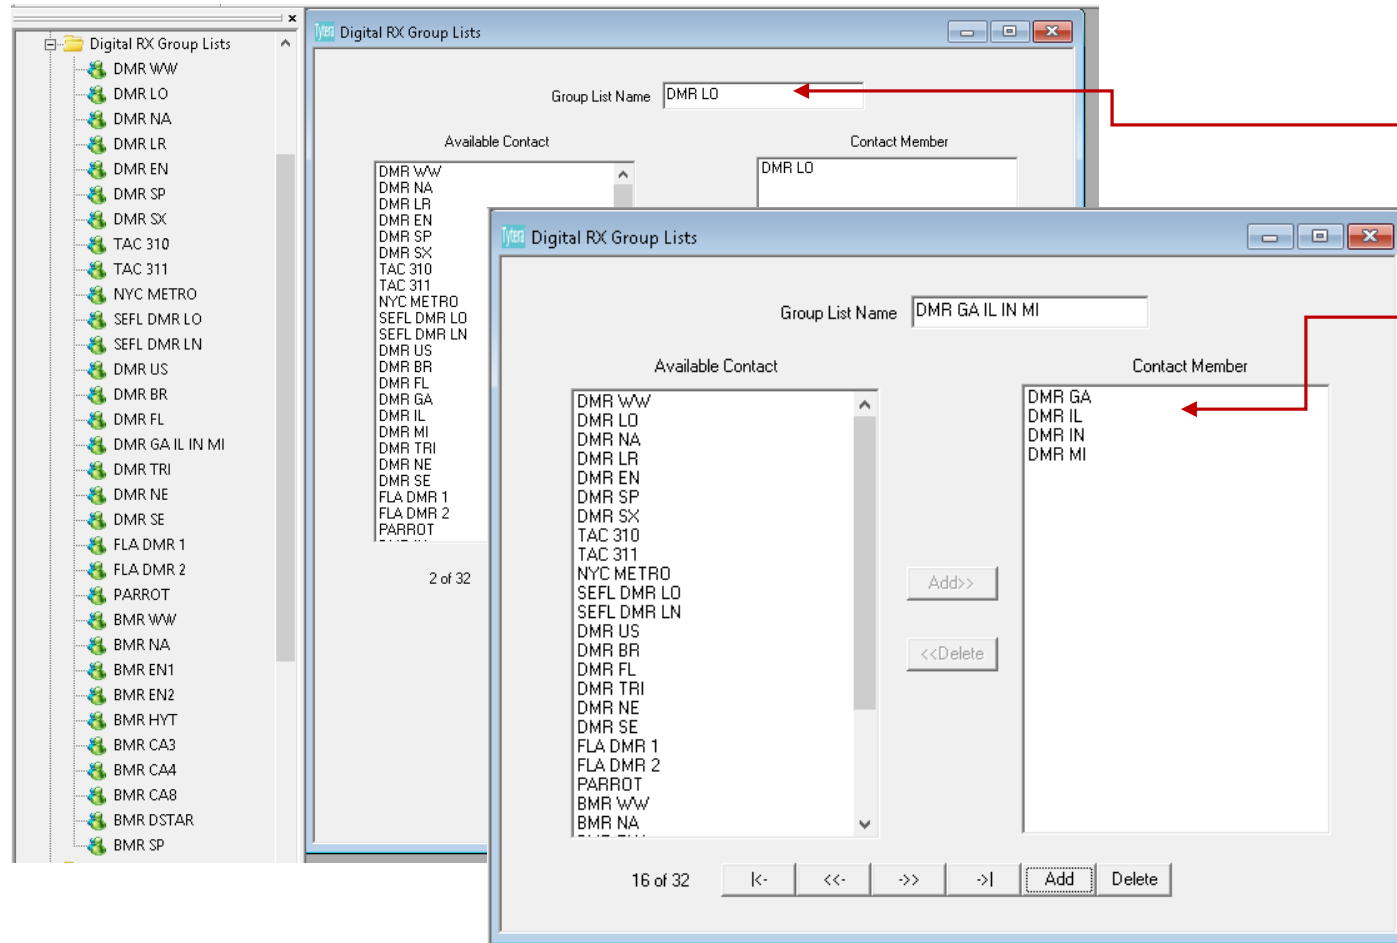 Digital RX Group Lists
DMR WW
DMR LO
DMR NA
DMR LR
DMR EN
DMR SP
DMR SX
TAC 310
TAC 311
NYC METRO
SEFL DMR LO
SEFL DMR LN
DMR US
DMR BR
DMR FL
DMR GA IL IN MI
DMR TRI
DMR NE
DMR SE
FLA DMR 1
FLA DMR 2
PARROT
BMR WW
BMR NA
BMR EN1
BMR EN2
BMR HYT
BMR CA3
BMR CA4
BMR CA8
BMR DSTAR
BMR SP
Tytera Digital RX Group Lists
Group List Name DMR LO
Available Contact
DMR WW
DMR NA
DMR LR
DMR EN
DMR SP
DMR SX
TAC 310
TAC 311
NYC METRO
SEFL DMR LO
SEFL DMR LN
DMR US
DMR BR
DMR FL
DMR GA
DMR IL
DMR MI
DMR TRI
DMR NE
DMR SE
FLA DMR 1
FLA DMR 2
PARROT
2 of 32
Contact Member
DMR LO
Tytera Digital RX Group Lists
Group List Name DMR GA IL IN MI
Available Contact
DMR WW
DMR LO
DMR NA
DMR LR
DMR EN
DMR SP
DMR SX
TAC 310
TAC 311
NYC METRO
SEFL DMR LO
SEFL DMR LN
DMR US
DMR BR
DMR FL
DMR TRI
DMR NE
DMR SE
FLA DMR 1
FLA DMR 2
PARROT
BMR WW
BMR NA
Add>>
<<Delete
Contact Member
DMR GA
DMR IL
DMR IN
DMR MI
16 of 32 |<- <<- ->> ->| Add Delete